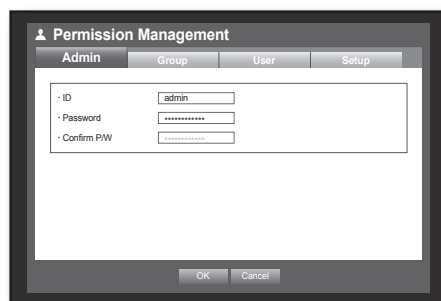 Permission Management
Admin Group User Setup
· ID admin
· Password ************
· Confirm P/W ************
OK Cancel